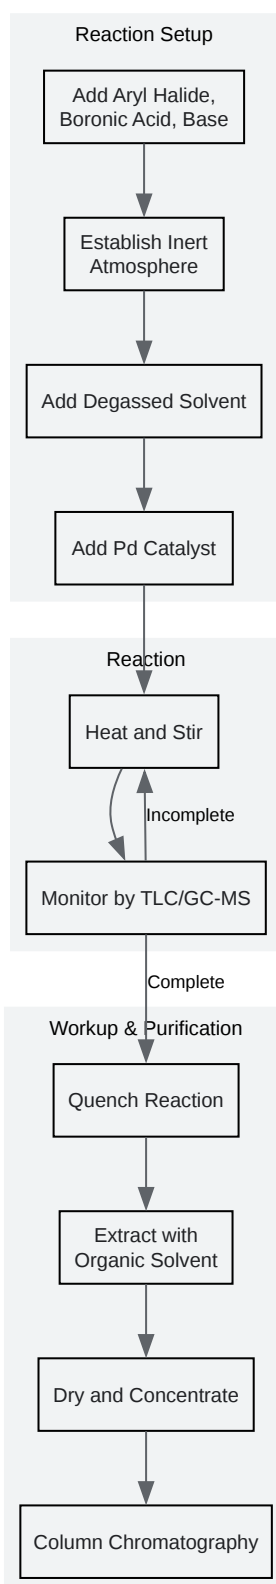 Reaction Setup
Add Aryl Halide,
Boronic Acid, Base
Establish Inert
Atmosphere
Add Degassed Solvent
Add Pd Catalyst
Reaction
Heat and Stir
Incomplete
Monitor by TLC/GC-MS
Complete
Workup & Purification
Quench Reaction
Extract with
Organic Solvent
Dry and Concentrate
Column Chromatography